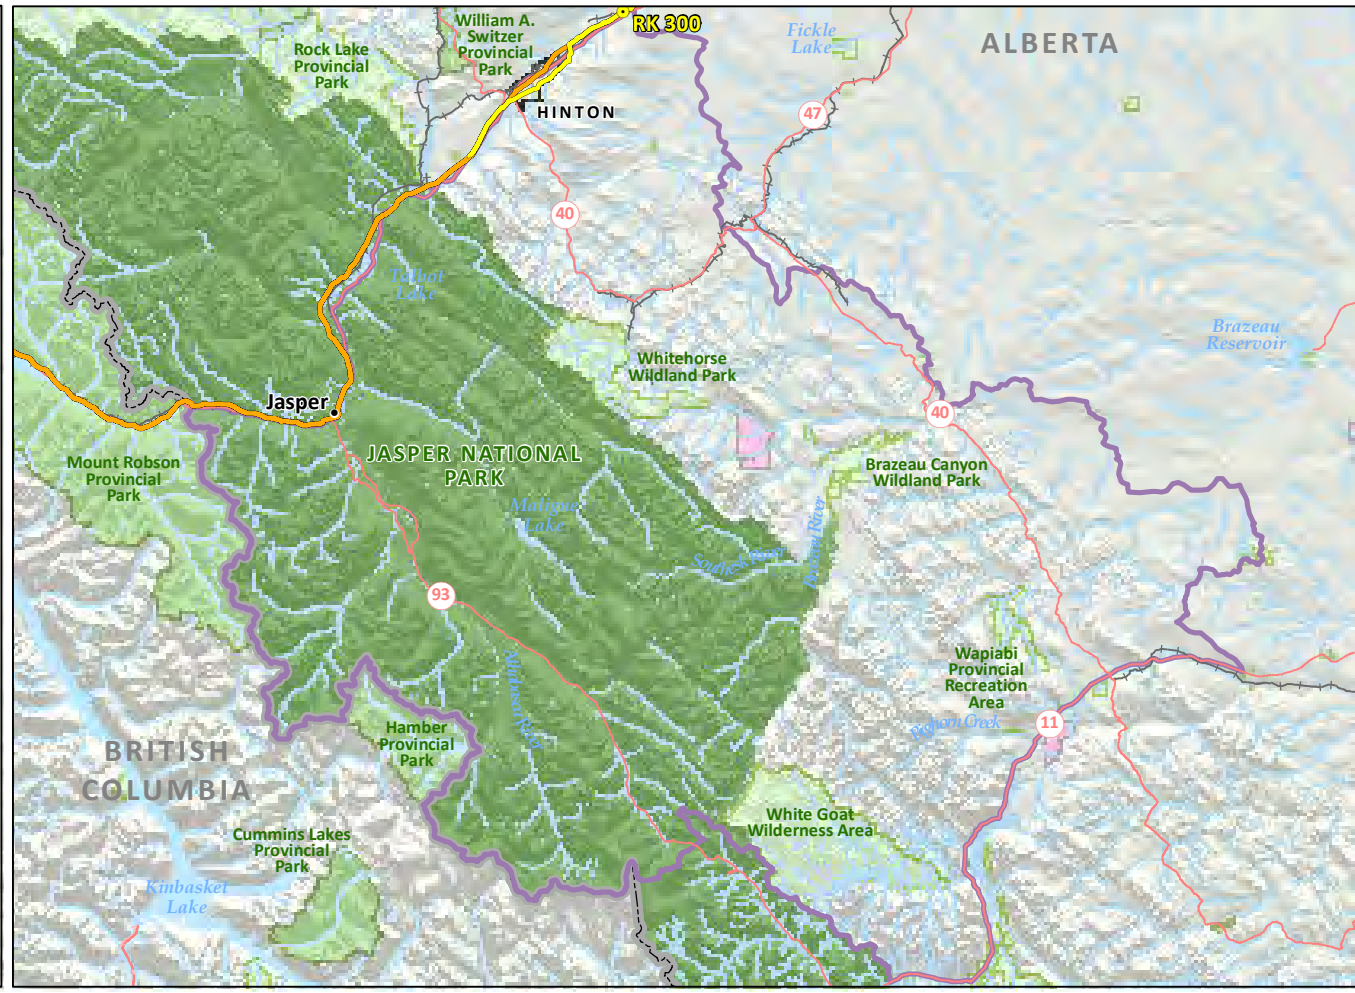 William A.
Switzer
Provincial
Park
RK 300
Fickle
Lake
ALBERTA
Rock Lake
Provincial
Park
HINTON
47
40
Talbot
Lake
Brazeau
Reservoir
Whitehorse
Wildland Park
Jasper
40
JASPER NATIONAL
PARK
Mount Robson
Provincial
Park
Brazeau Canyon
Wildland Park
Maligne
Lake
Brazeau River
Southesk River
93
Wapiabi
Provincial
Recreation
Area
Athabasca River
Bighorn Creek
11
Hamber
Provincial
Park
BRITISH
COLUMBIA
White Goat
Wilderness Area
Cummins Lakes
Provincial
Park
Kinbasket
Lake